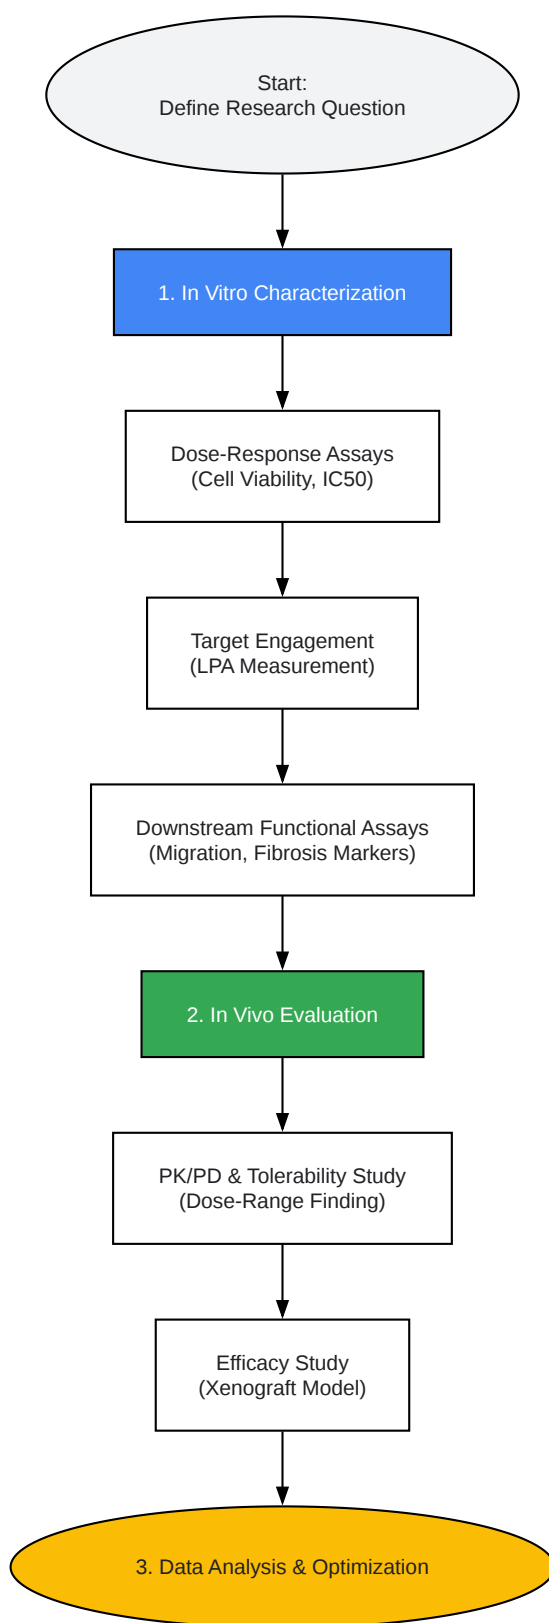 Start:
Define Research Question
1. In Vitro Characterization
Dose-Response Assays
(Cell Viability, IC50)
Target Engagement
(LPA Measurement)
Downstream Functional Assays
(Migration, Fibrosis Markers)
2. In Vivo Evaluation
PK/PD & Tolerability Study
(Dose-Range Finding)
Efficacy Study
(Xenograft Model)
3. Data Analysis & Optimization